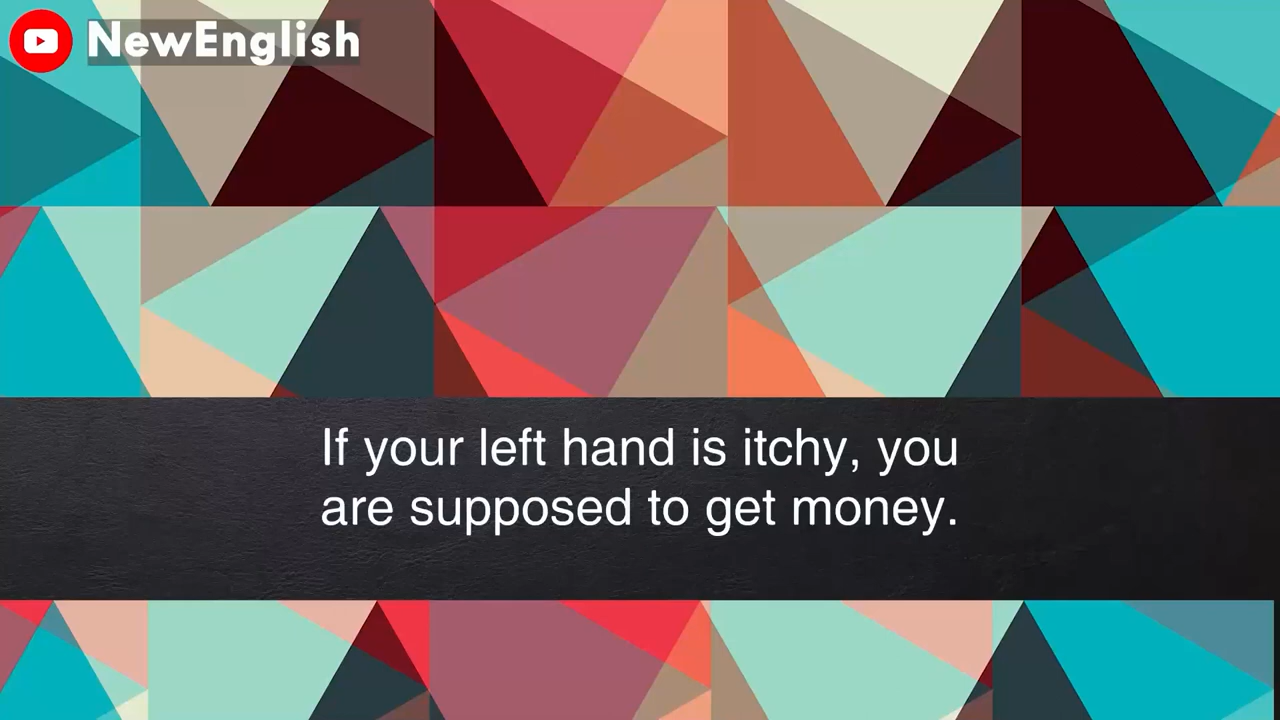 NewEnglish
If your left hand is itchy, you
are supposed to get money.